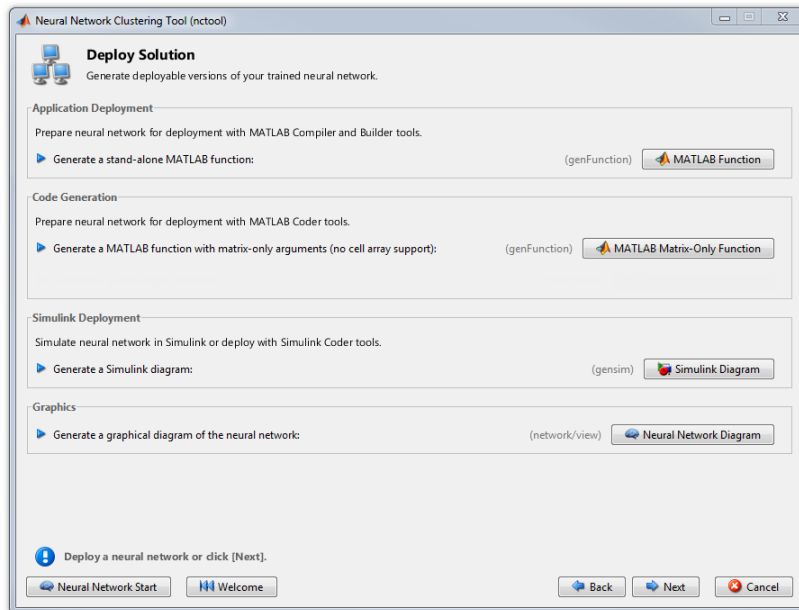 Neural Network Clustering Tool (nctool)
Deploy Solution
Generate deployable versions of your trained neural network.
Application Deployment
Prepare neural network for deployment with MATLAB Compiler and Builder tools.
Generate a stand-alone MATLAB function: (genFunction) MATLAB Function
Code Generation
Prepare neural network for deployment with MATLAB Coder tools.
Generate a MATLAB function with matrix-only arguments (no cell array support): (genFunction) MATLAB Matrix-Only Function
Simulink Deployment
Simulate neural network in Simulink or deploy with Simulink Coder tools.
Generate a Simulink diagram: (gensim) Simulink Diagram
Graphics
Generate a graphical diagram of the neural network: (network/view) Neural Network Diagram
Deploy a neural network or click [Next].
Neural Network Start Welcome Back Next Cancel